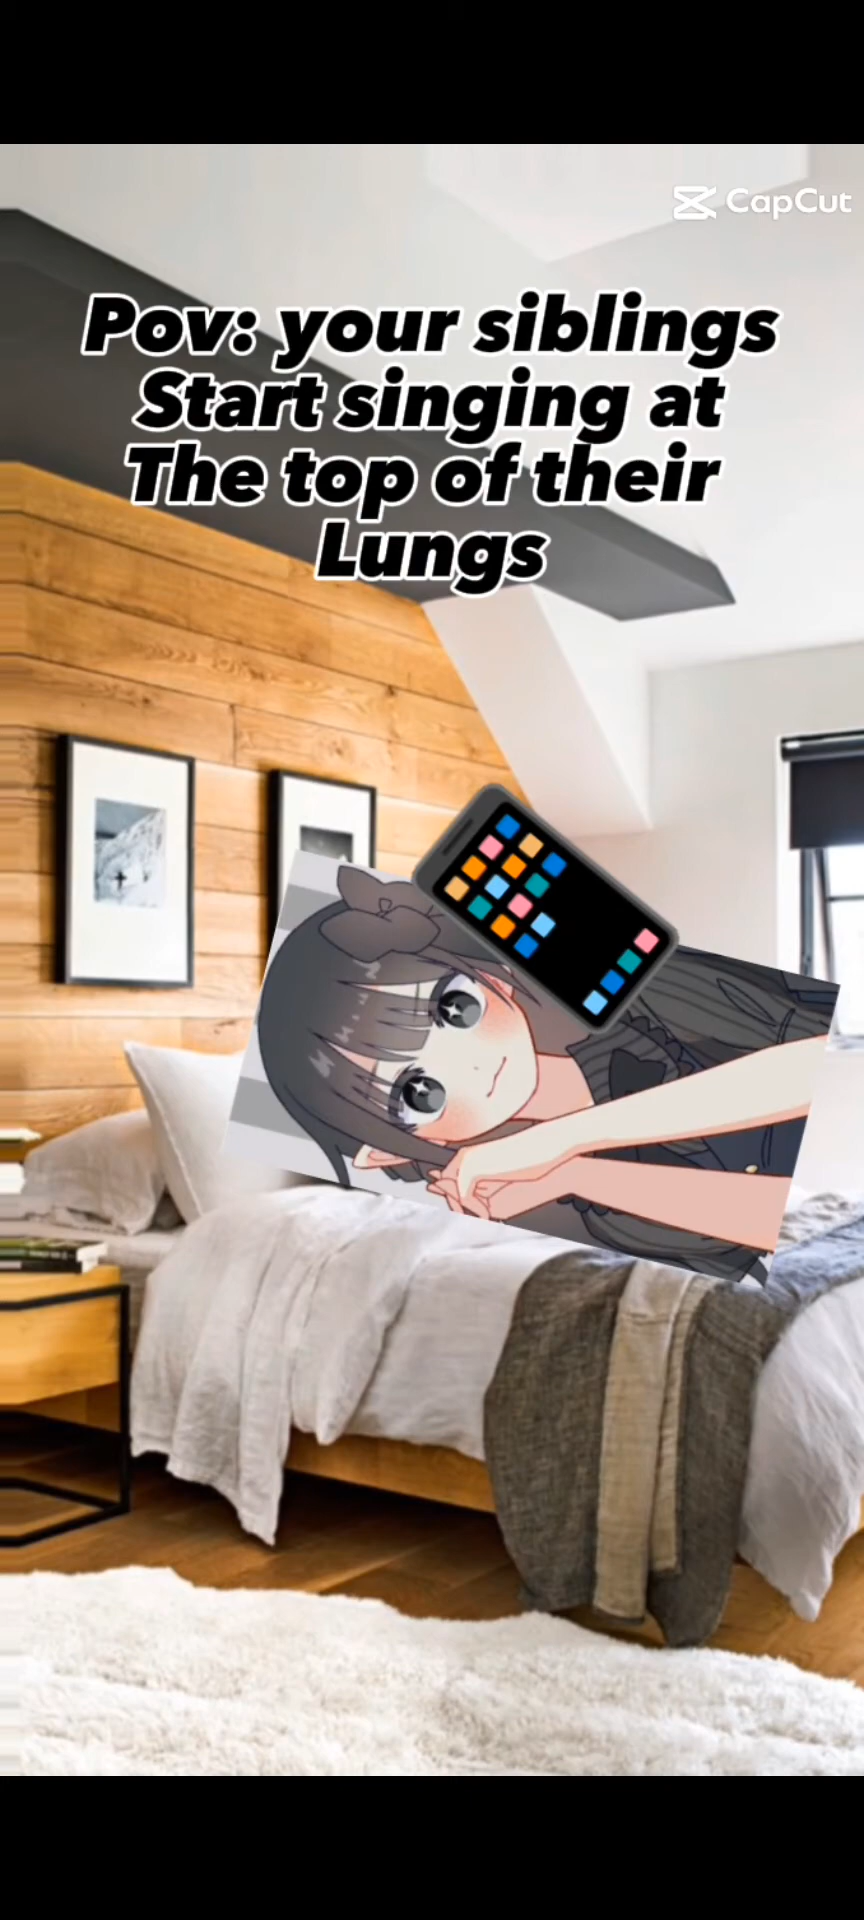 CapCut
Pov: your siblings
Start singing at
The top of their
Lungs